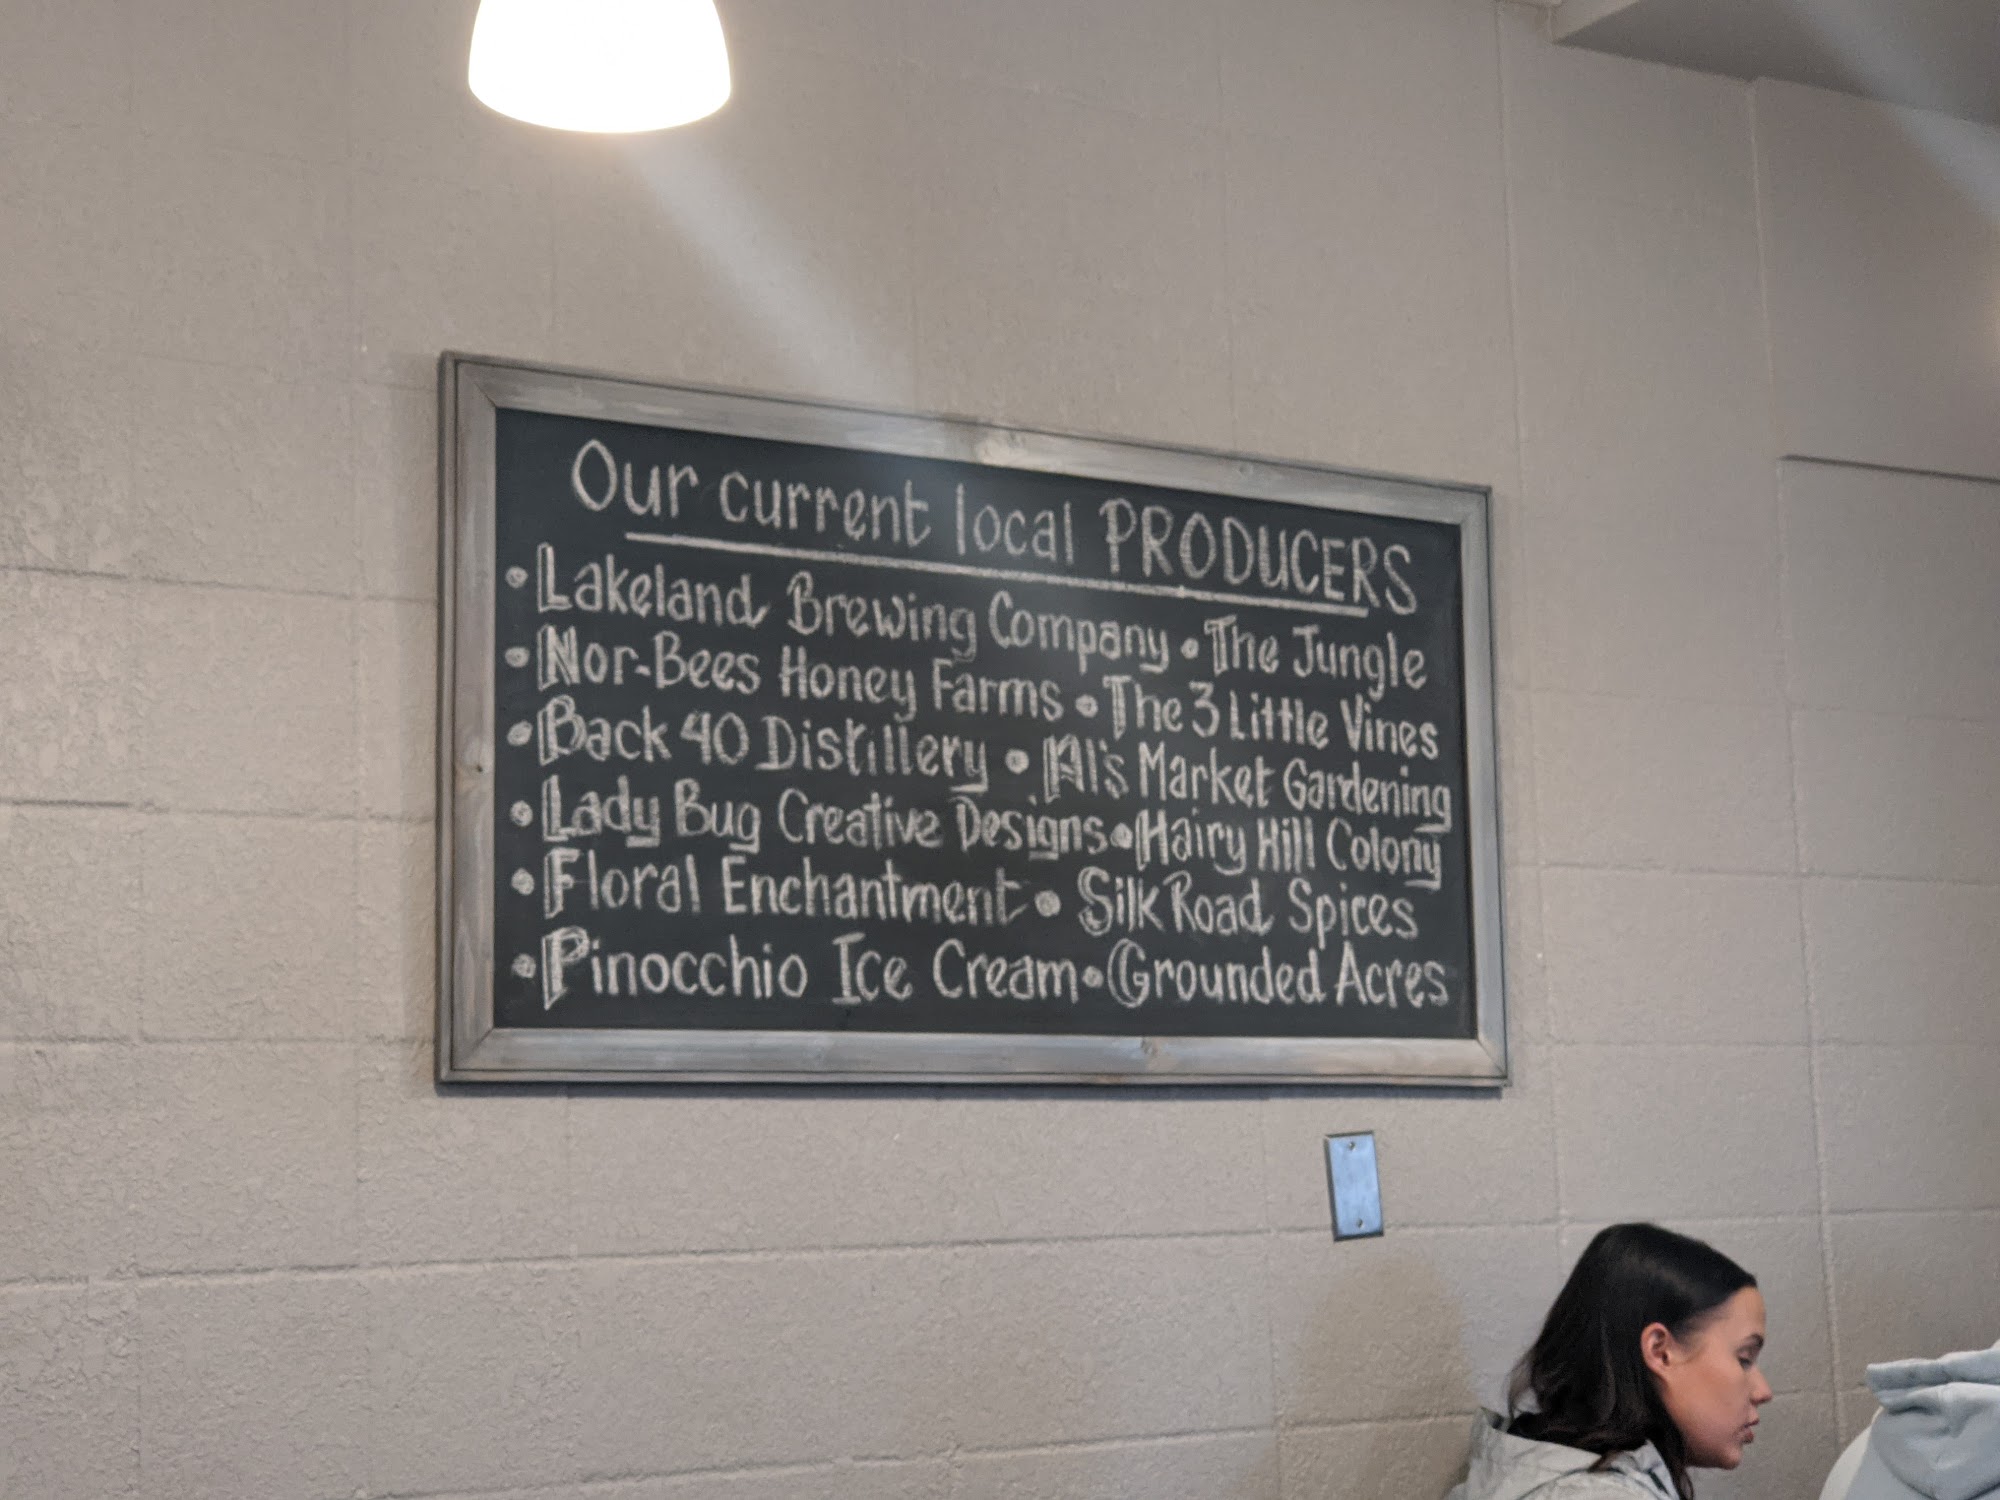 Our current local PRODUCERS
• Lakeland Brewing Company • The Jungle
• Nor-Bees Honey Farms • The 3 Little Vines
• Back 40 Distillery • Al's Market Gardening
• Lady Bug Creative Designs • Hairy Hill Colony
• Floral Enchantment • Silk Road Spices
• Pinocchio Ice Cream • Grounded Acres